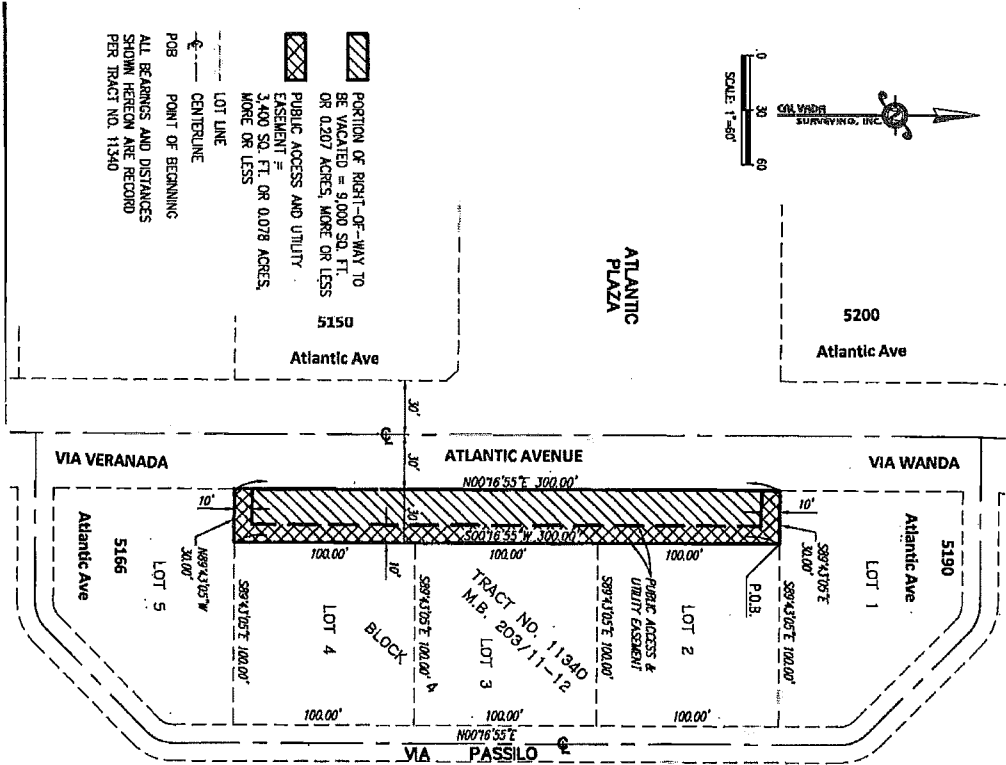 0 30 60
SCALE: 1"=60'
CAL VADA
SURVEYING, INC.
PORTION OF RIGHT-OF-WAY TO
BE VACATED = 9,000 SQ. FT.
OR 0.207 ACRES, MORE OR LESS
PUBLIC ACCESS AND UTILITY
EASEMENT =
3,400 SQ. FT. OR 0.078 ACRES,
MORE OR LESS
LOT LINE
CENTERLINE
POB POINT OF BEGINNING
ALL BEARINGS AND DISTANCES
SHOWN HEREON ARE RECORD
PER TRACT NO. 11340
ATLANTIC
PLAZA
5150
Atlantic Ave
5200
Atlantic Ave
30'
30'
30'
VIA VERANADA
ATLANTIC AVENUE
VIA WANDA
N00°16'55"E 300.00'
10'
10'
S00°16'55"W 300.00'
100.00'
100.00'
100.00'
10'
P.O.B.
N89°43'05"W
30.00'
S89°43'05"E
30.00'
Atlantic Ave
5166
LOT 5
S89°43'05"E 100.00'
LOT 4
BLOCK 4
S89°43'05"E 100.00'
TRACT NO. 11340
M.B. 203/11-12
LOT 3
S89°43'05"E 100.00'
PUBLIC ACCESS &
UTILITY EASEMENT
LOT 2
S89°43'05"E 100.00'
LOT 1
Atlantic Ave
5190
100.00'
100.00'
100.00'
N00°16'55"E
VIA PASSILO